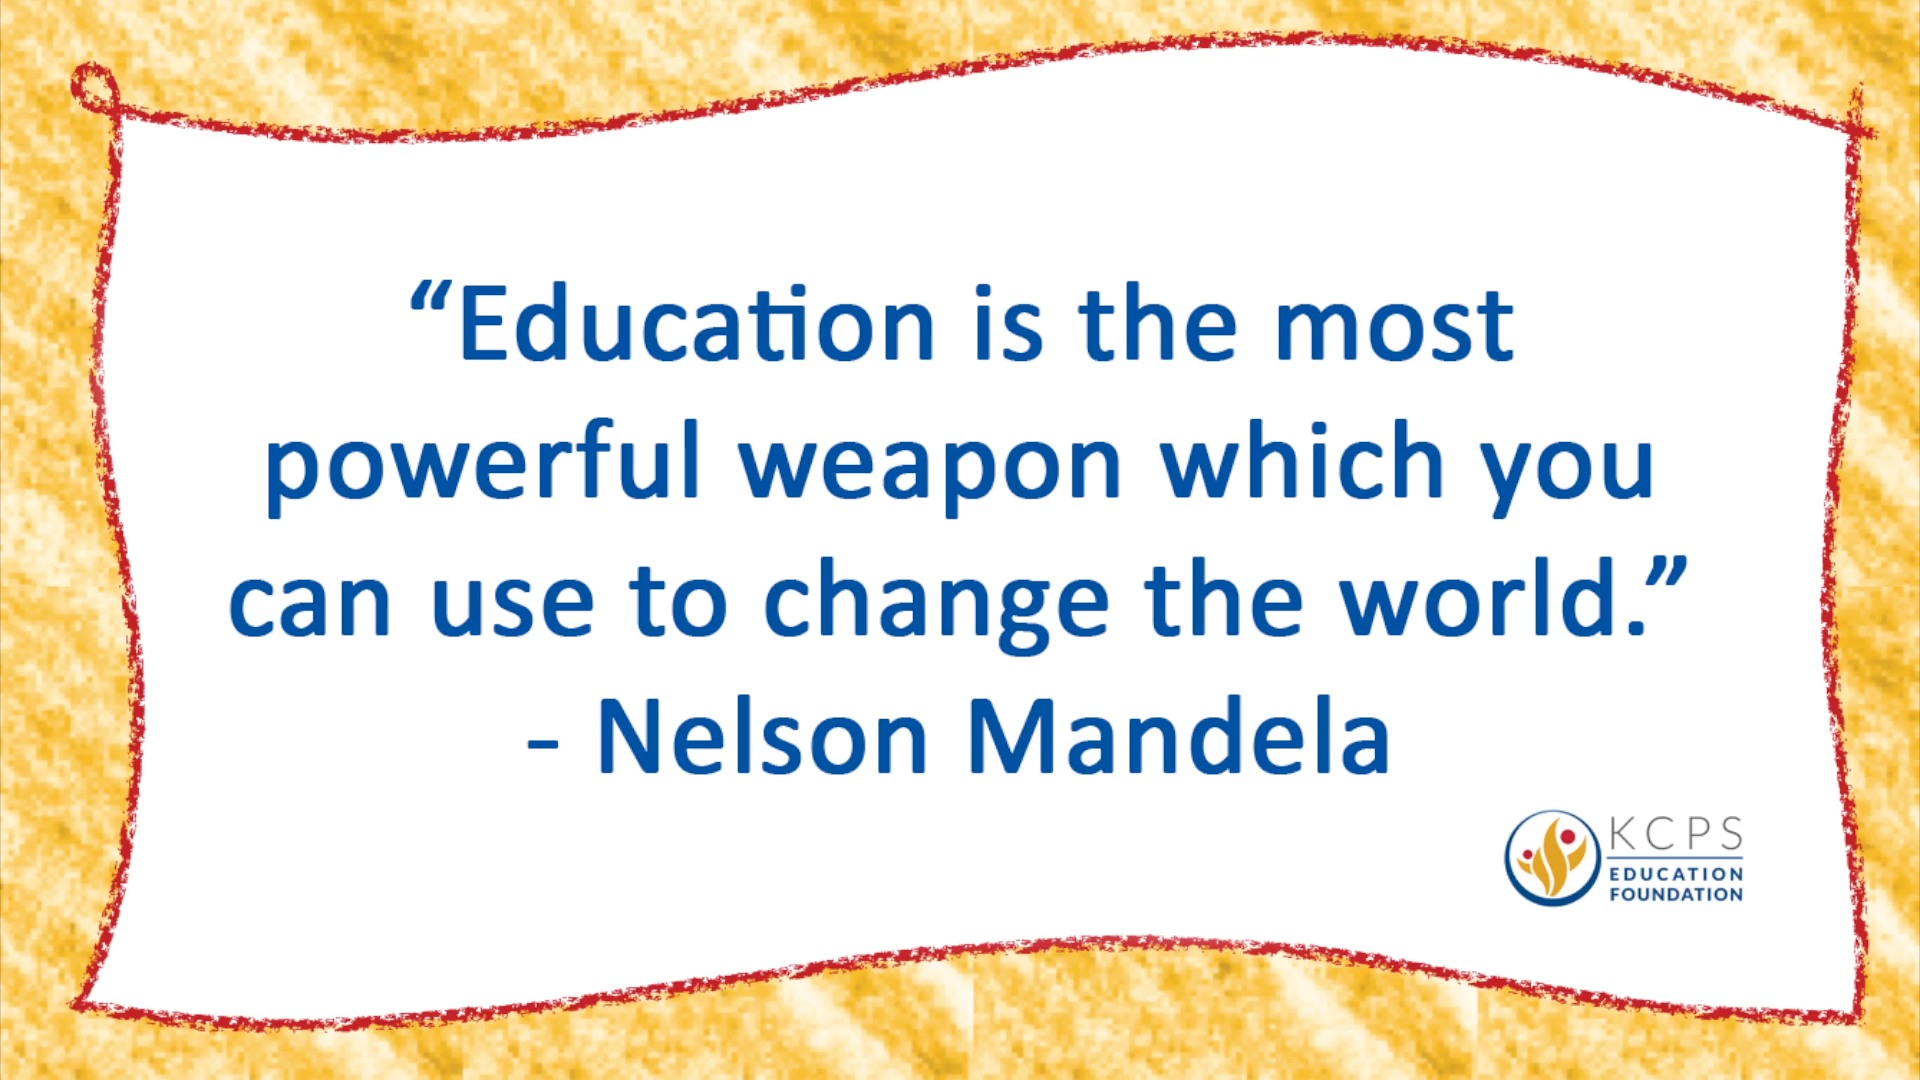 “Education is the most
powerful weapon which you
can use to change the world.”
- Nelson Mandela
KCPS
EDUCATION
FOUNDATION